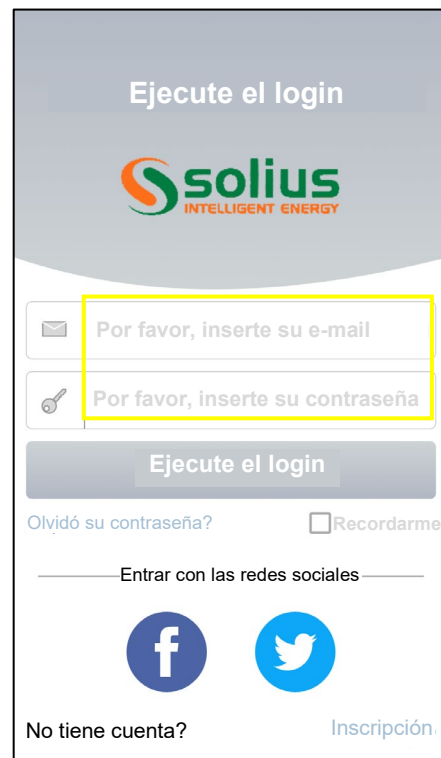 Ejecute el login
solius
INTELLIGENT ENERGY
Por favor, inserte su e-mail
Por favor, inserte su contraseña
Ejecute el login
Olvidó su contraseña? Recordarme
Entrar con las redes sociales
f
No tiene cuenta? Inscripción